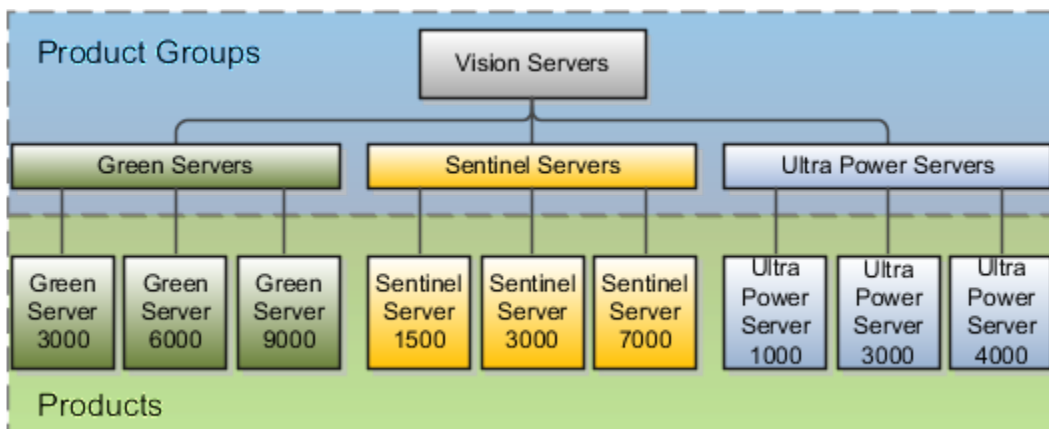 Product Groups
Vision Servers
Green Servers
Sentinel Servers
Ultra Power Servers
Green
Server
3000
Green
Server
6000
Green
Server
9000
Sentinel
Server
1500
Sentinel
Server
3000
Sentinel
Server
7000
Ultra
Power
Server
1000
Ultra
Power
Server
3000
Ultra
Power
Server
4000
Products